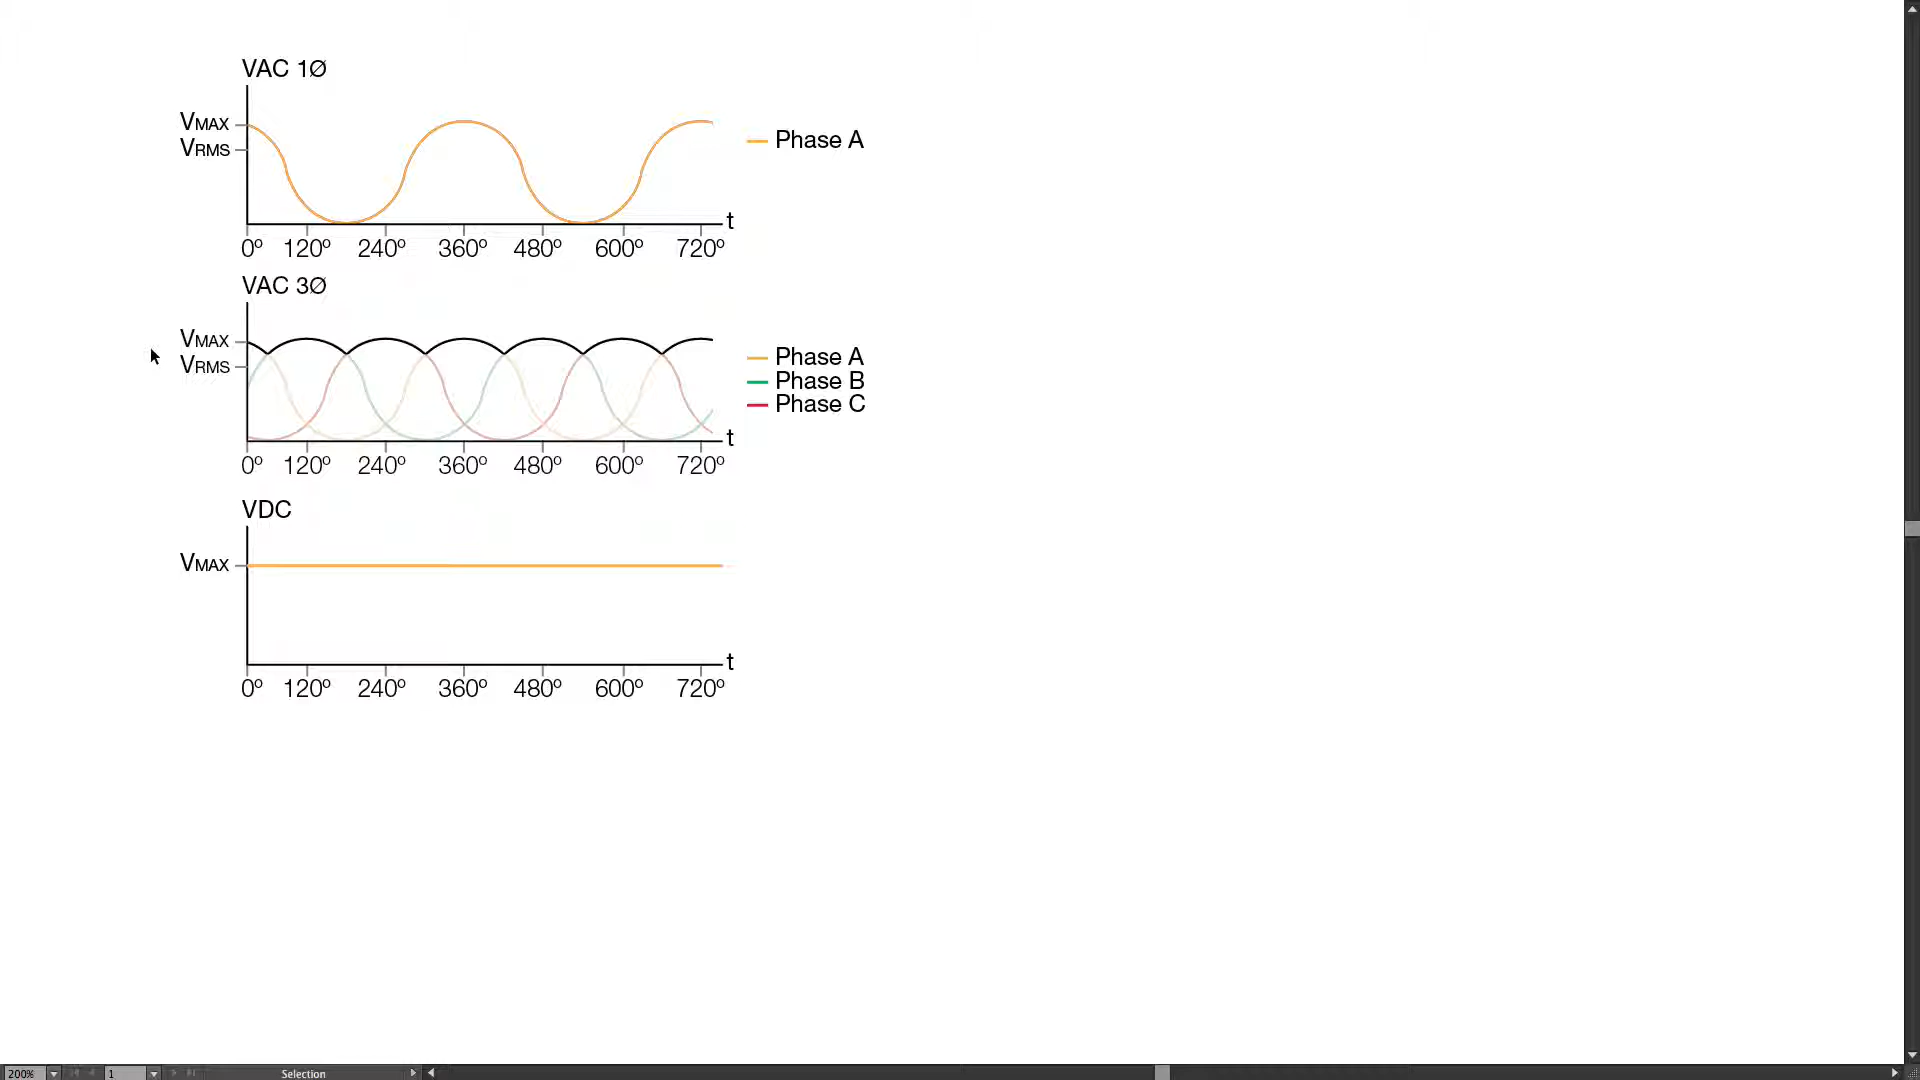 VAC 1Ø
VMAX
VRMS
Phase A
t
0º 120º 240º 360º 480º 600º 720º
VAC 3Ø
VMAX
VRMS
Phase A
Phase B
Phase C
t
0º 120º 240º 360º 480º 600º 720º
VDC
VMAX
t
0º 120º 240º 360º 480º 600º 720º
200% 1 Selection